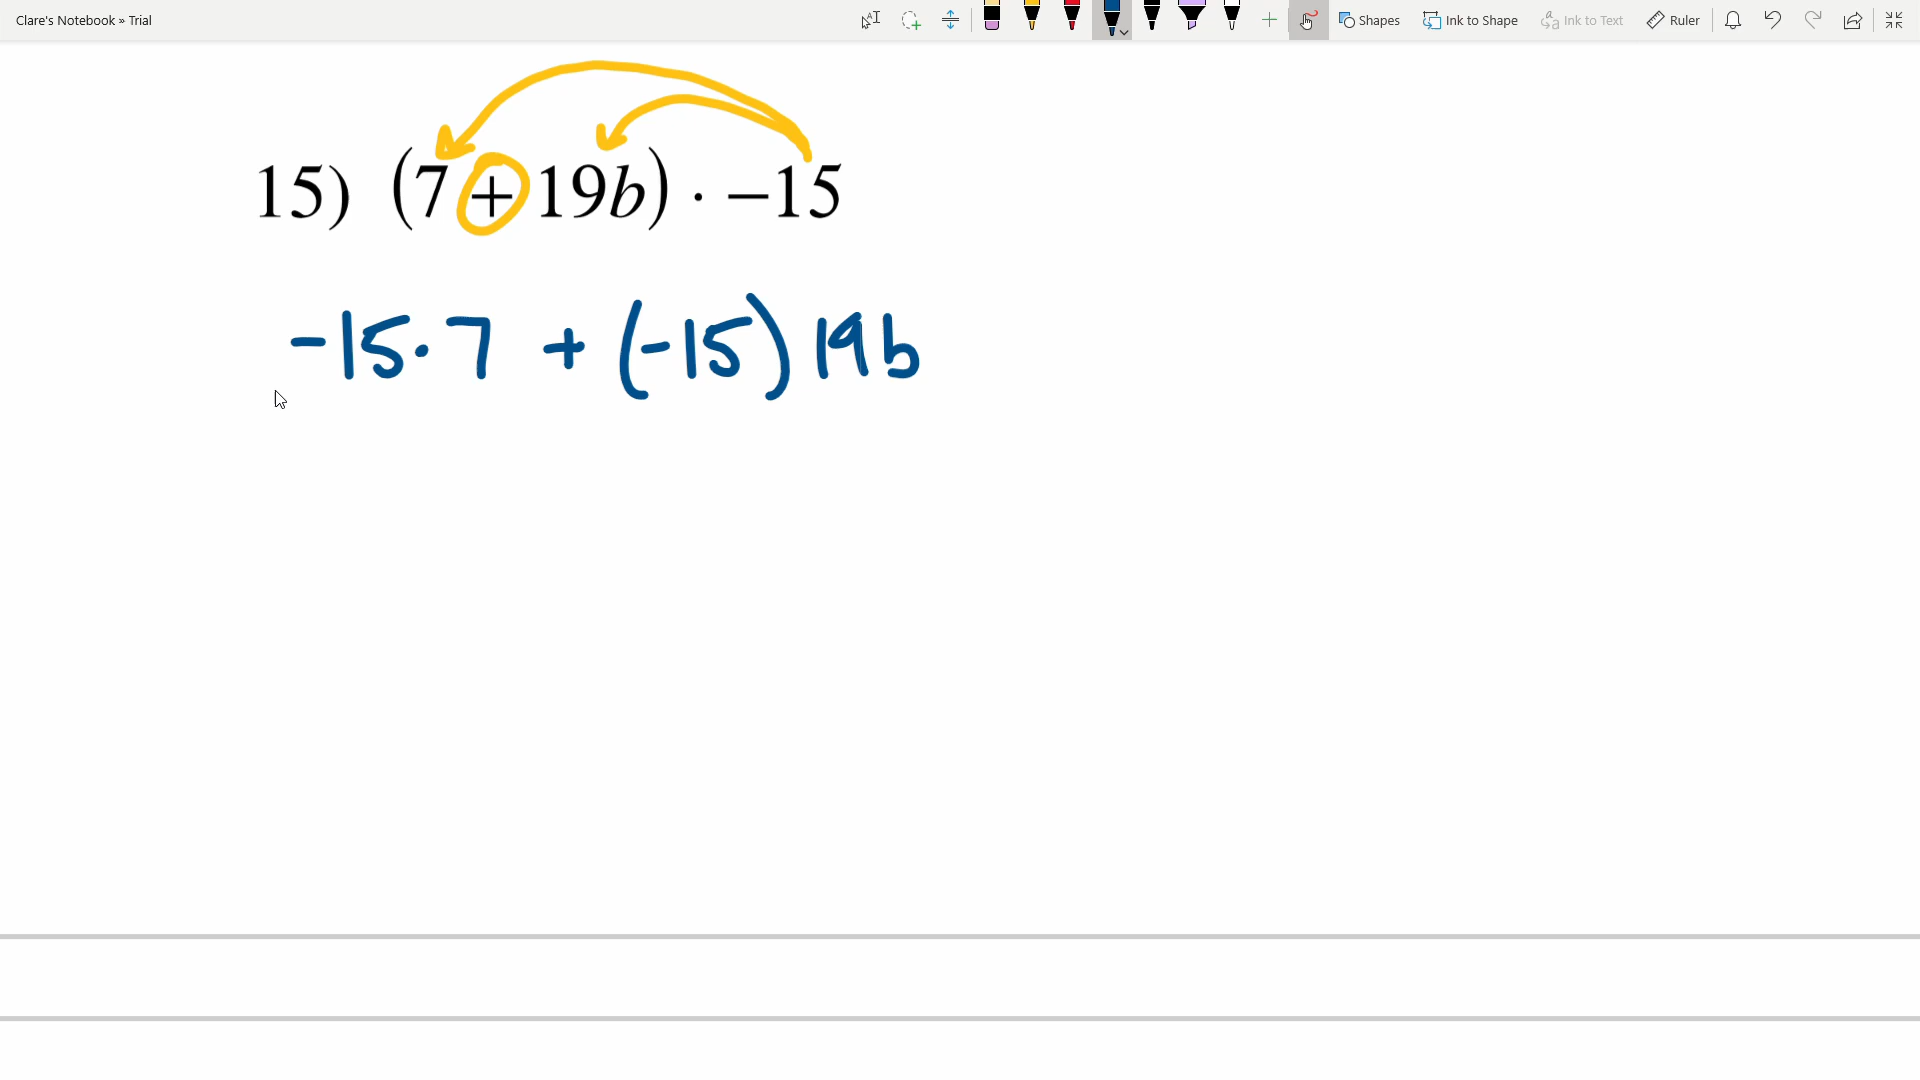 Clare's Notebook » Trial
Shapes Ink to Shape Ink to Text Ruler
15) (7 + 19b) · −15
-15·7 + (-15)19b